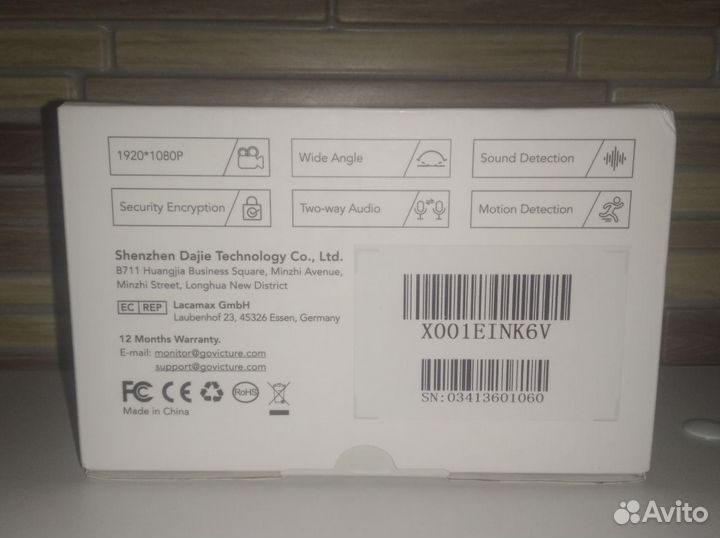 1920*1080P
Wide Angle
Sound Detection
Security Encryption
Two-way Audio
Motion Detection
Shenzhen Dajie Technology Co., Ltd.
B711 Huangjia Business Square, Minzhi Avenue,
Minzhi Street, Longhua New District
EC REP
Lacamax GmbH
Laubenhof 23, 45326 Essen, Germany
12 Months Warranty.
E-mail: monitor@govicture.com
support@govicture.com
FC CE RoHS
Made in China
X001EINK6V
SN:03413601060
Avito